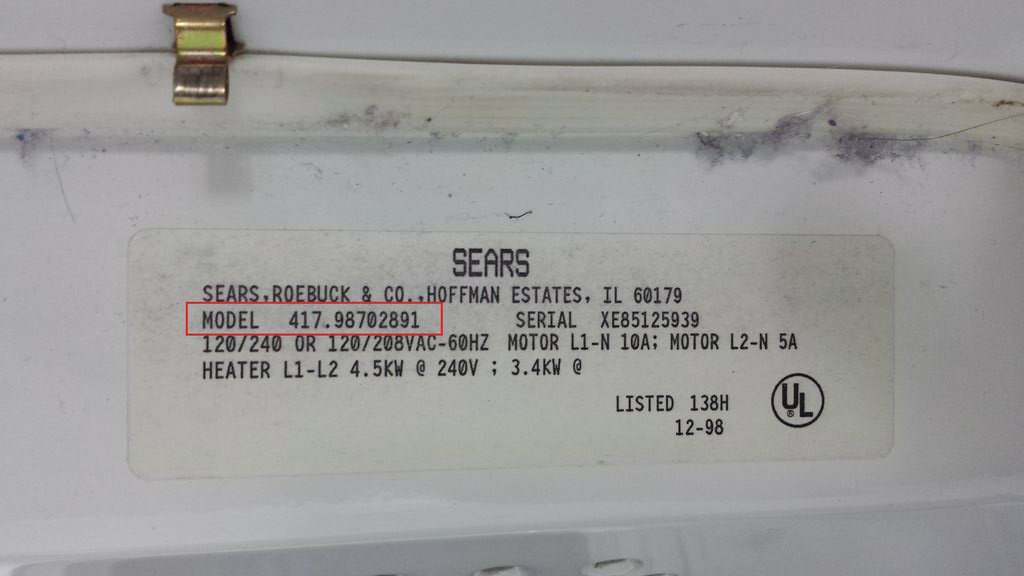 SEARS
SEARS,ROEBUCK & CO.,HOFFMAN ESTATES, IL 60179
MODEL 417.98702891 SERIAL XE85125939
120/240 OR 120/208VAC-60HZ MOTOR L1-N 10A; MOTOR L2-N 5A
HEATER L1-L2 4.5KW @ 240V ; 3.4KW @
LISTED 138H
12-98
UL ®